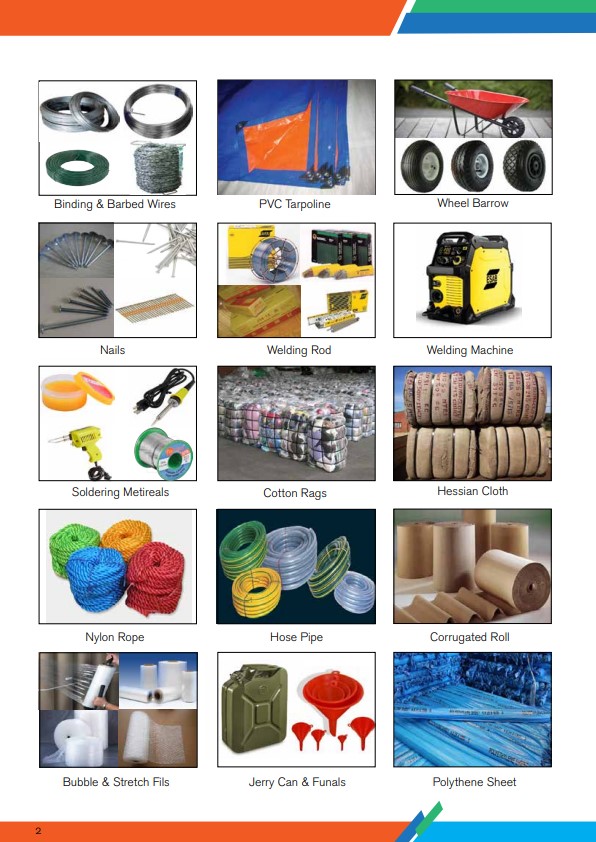 Binding & Barbed Wires
PVC Tarpoline
Wheel Barrow
Nails
Welding Rod
Welding Machine
Soldering Metireals
Cotton Rags
Hessian Cloth
Nylon Rope
Hose Pipe
Corrugated Roll
Bubble & Stretch Fils
Jerry Can & Funals
Polythene Sheet
2